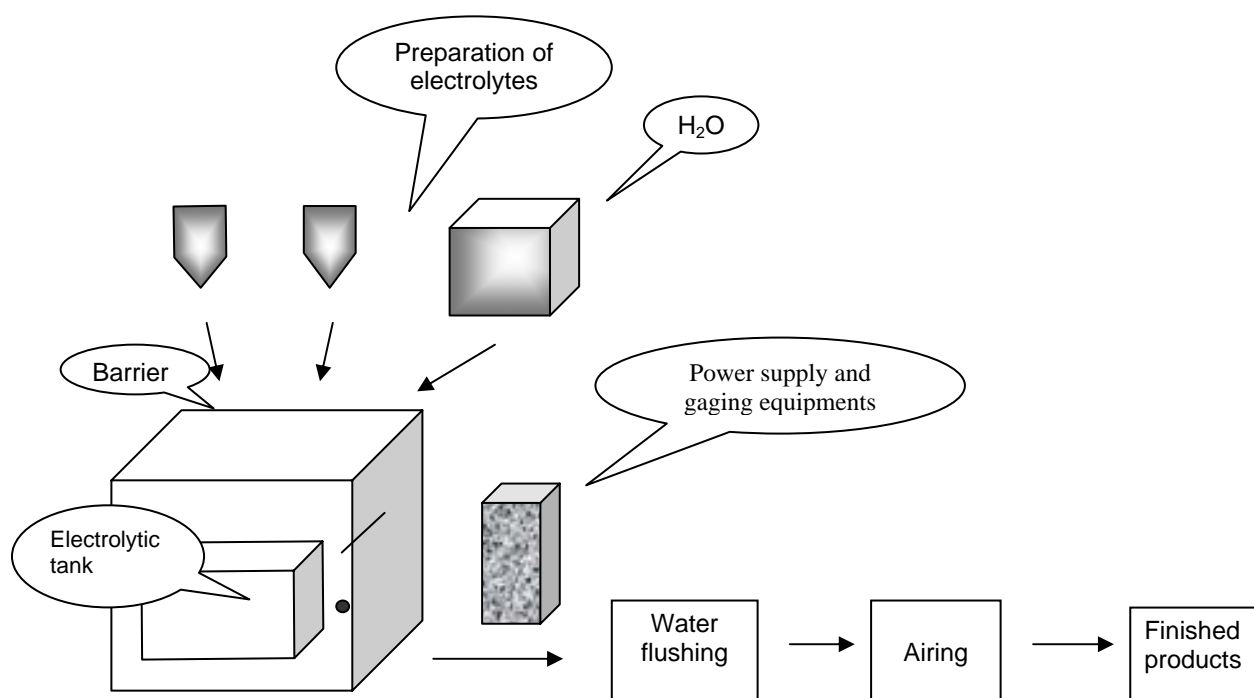 Preparation of
electrolytes
H₂O
Barrier
Power supply and
gaging equipments
Electrolytic
tank
Water
flushing
Airing
Finished
products